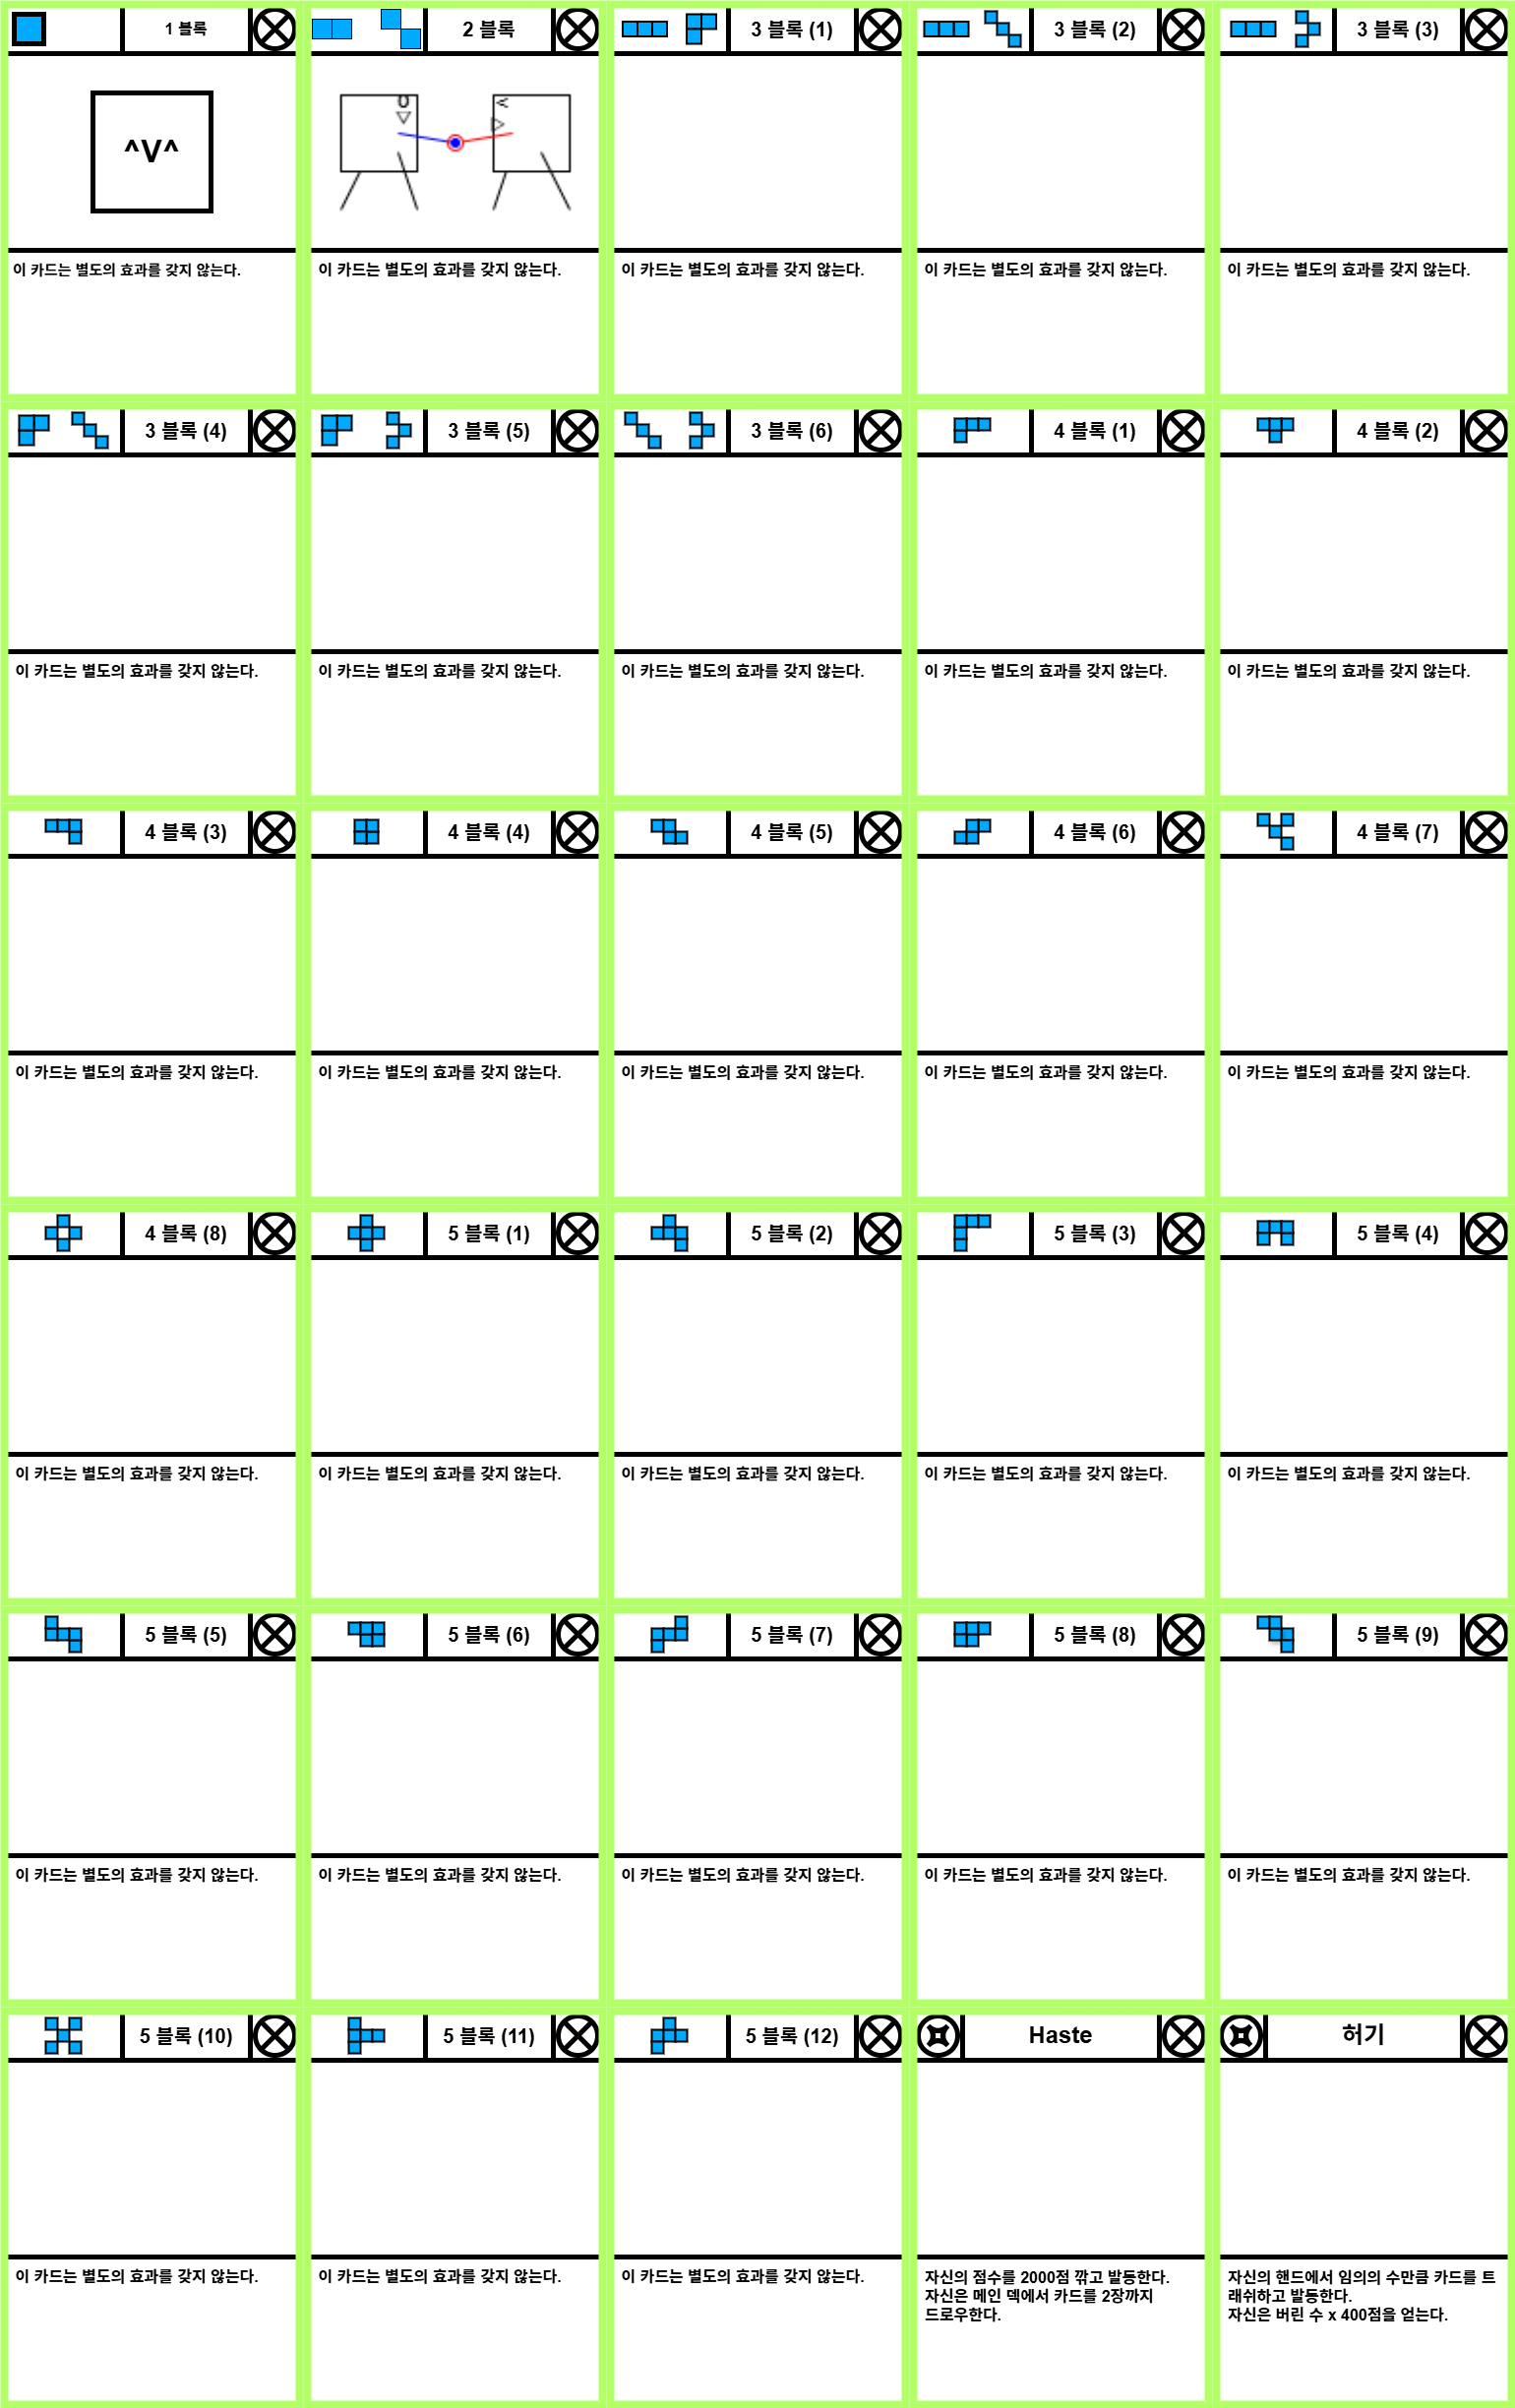 1 블록
^V^
이 카드는 별도의 효과를 갖지 않는다.
2 블록
이 카드는 별도의 효과를 갖지 않는다.
3 블록 (1)
이 카드는 별도의 효과를 갖지 않는다.
3 블록 (2)
이 카드는 별도의 효과를 갖지 않는다.
3 블록 (3)
이 카드는 별도의 효과를 갖지 않는다.
3 블록 (4)
이 카드는 별도의 효과를 갖지 않는다.
3 블록 (5)
이 카드는 별도의 효과를 갖지 않는다.
3 블록 (6)
이 카드는 별도의 효과를 갖지 않는다.
4 블록 (1)
이 카드는 별도의 효과를 갖지 않는다.
4 블록 (2)
이 카드는 별도의 효과를 갖지 않는다.
4 블록 (3)
이 카드는 별도의 효과를 갖지 않는다.
4 블록 (4)
이 카드는 별도의 효과를 갖지 않는다.
4 블록 (5)
이 카드는 별도의 효과를 갖지 않는다.
4 블록 (6)
이 카드는 별도의 효과를 갖지 않는다.
4 블록 (7)
이 카드는 별도의 효과를 갖지 않는다.
4 블록 (8)
이 카드는 별도의 효과를 갖지 않는다.
5 블록 (1)
이 카드는 별도의 효과를 갖지 않는다.
5 블록 (2)
이 카드는 별도의 효과를 갖지 않는다.
5 블록 (3)
이 카드는 별도의 효과를 갖지 않는다.
5 블록 (4)
이 카드는 별도의 효과를 갖지 않는다.
5 블록 (5)
이 카드는 별도의 효과를 갖지 않는다.
5 블록 (6)
이 카드는 별도의 효과를 갖지 않는다.
5 블록 (7)
이 카드는 별도의 효과를 갖지 않는다.
5 블록 (8)
이 카드는 별도의 효과를 갖지 않는다.
5 블록 (9)
이 카드는 별도의 효과를 갖지 않는다.
5 블록 (10)
이 카드는 별도의 효과를 갖지 않는다.
5 블록 (11)
이 카드는 별도의 효과를 갖지 않는다.
5 블록 (12)
이 카드는 별도의 효과를 갖지 않는다.
Haste
자신의 점수를 2000점 깎고 발동한다.
자신은 메인 덱에서 카드를 2장까지
드로우한다.
허기
자신의 핸드에서 임의의 수만큼 카드를 트
래쉬하고 발동한다.
자신은 버린 수 x 400점을 얻는다.